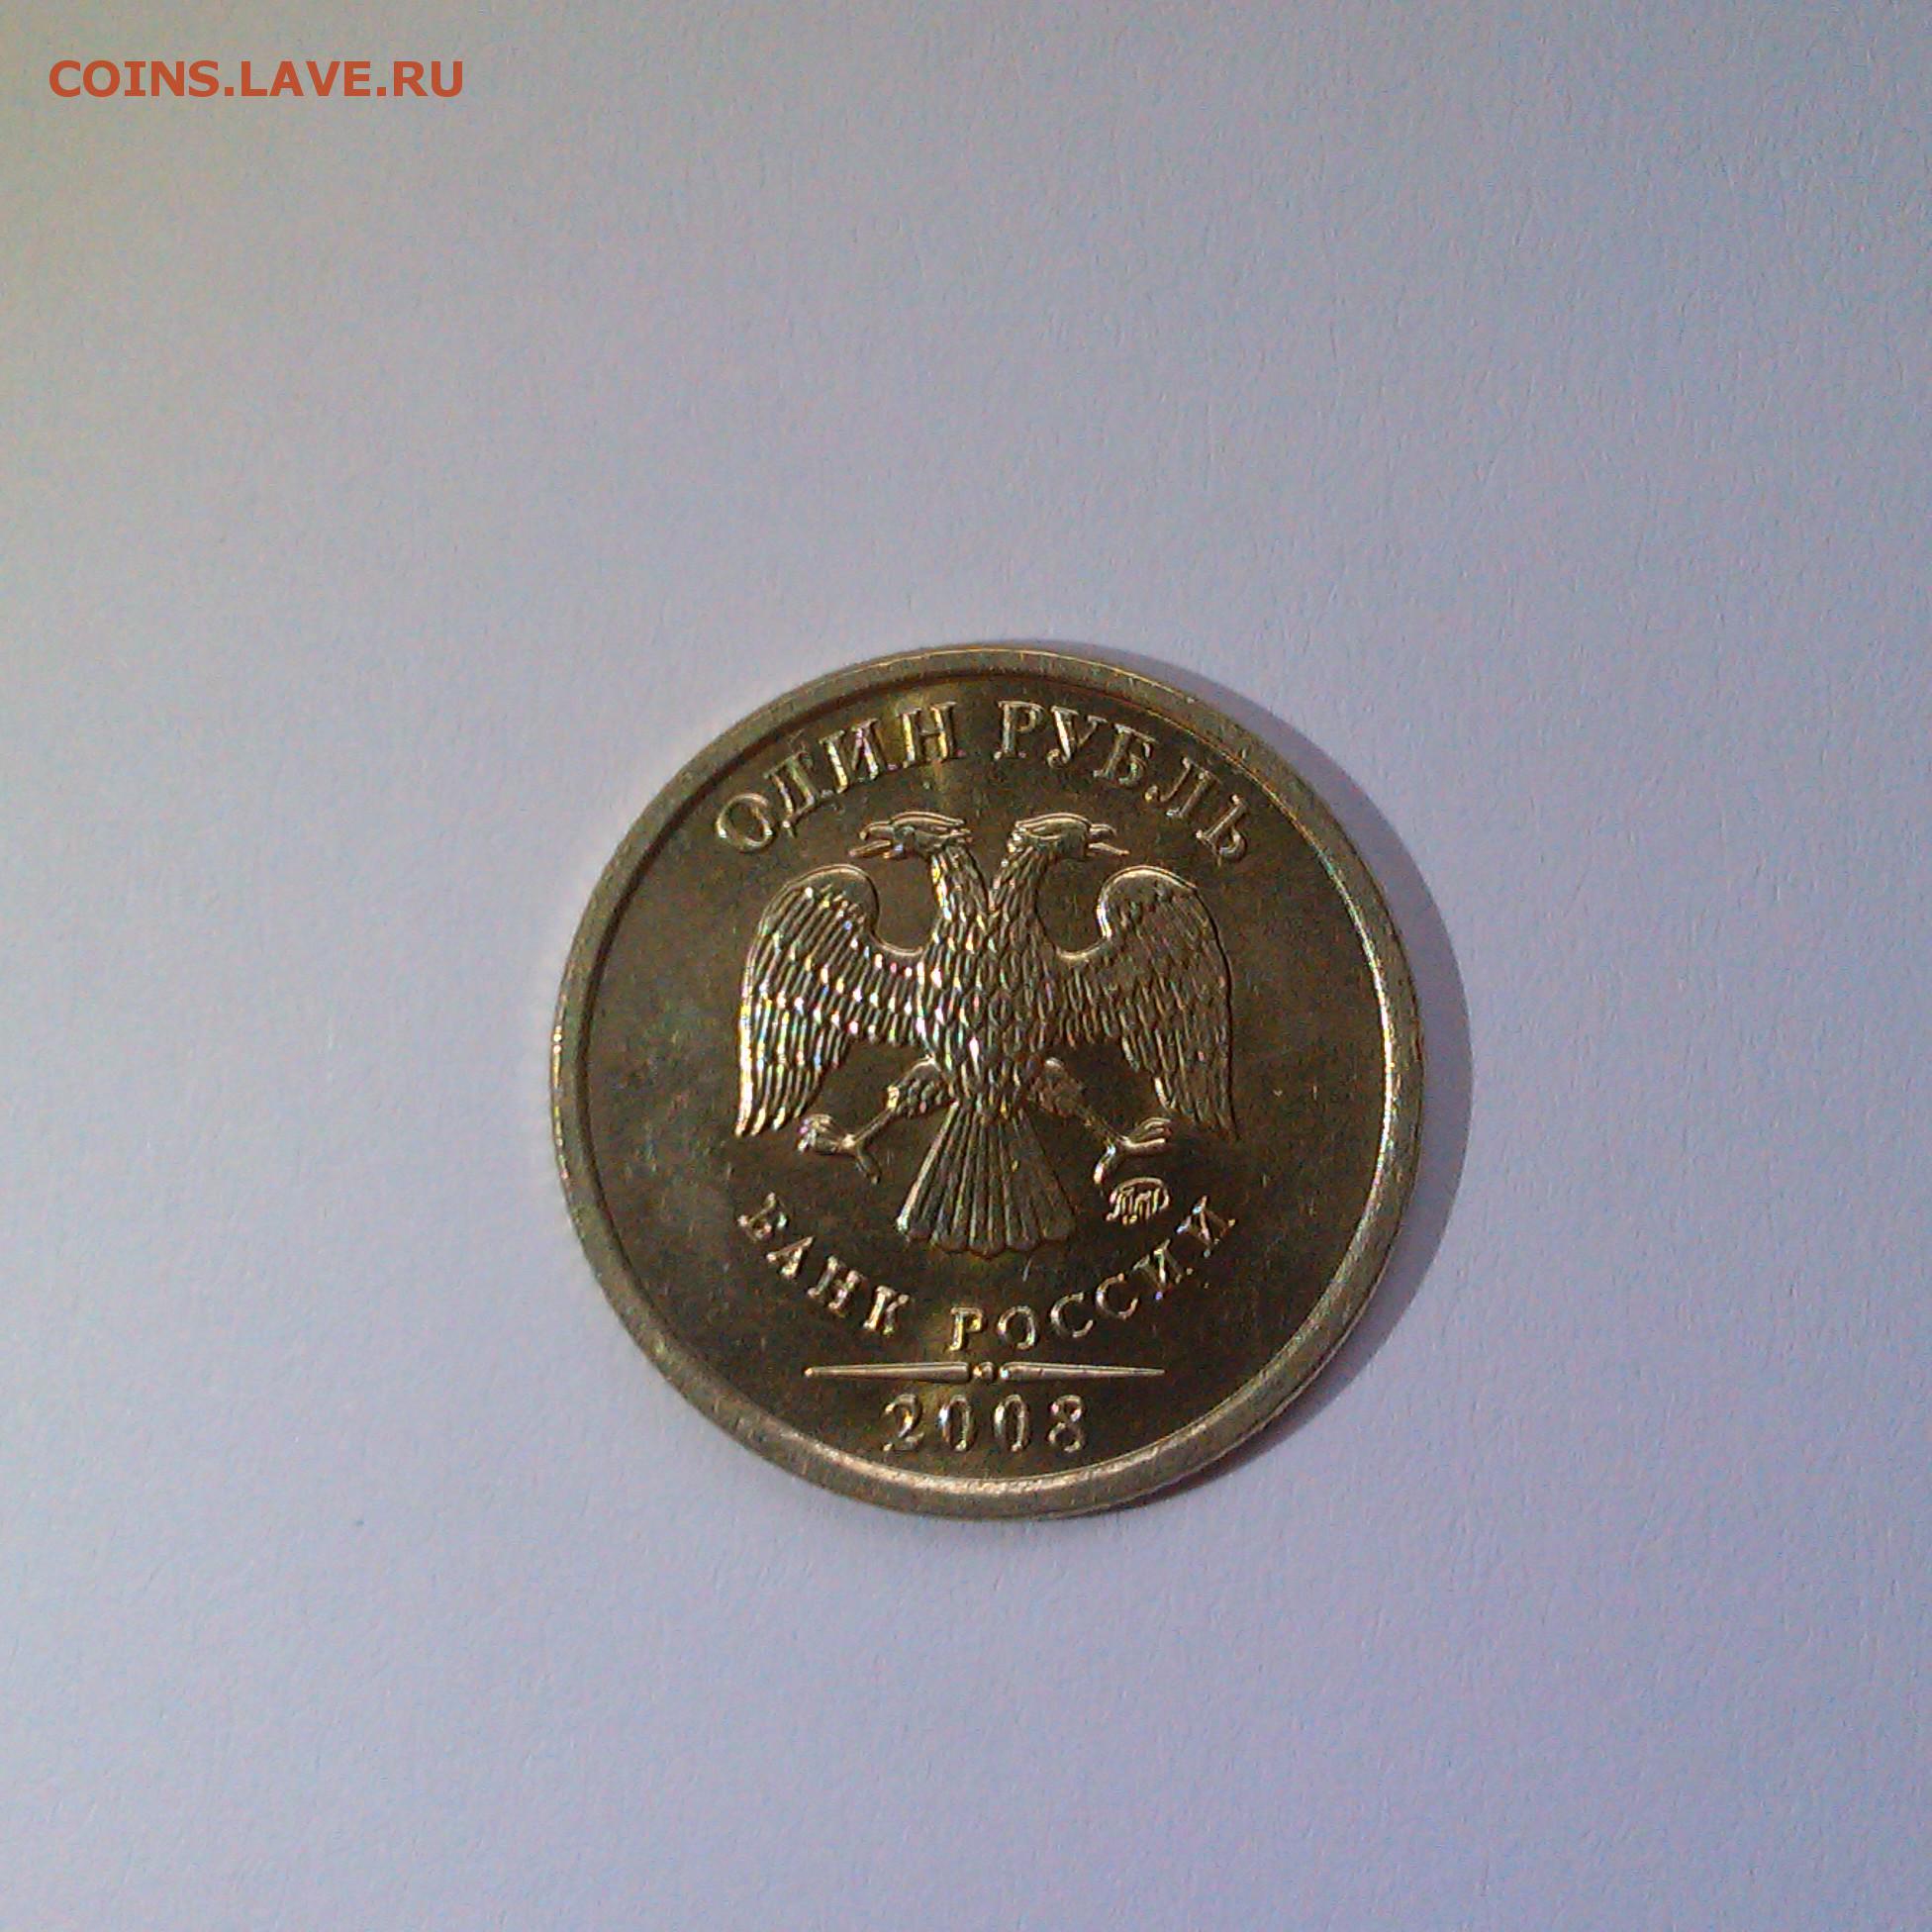 COINS.LAVE.RU
ОДИН РУБЛЬ
БАНК РОССИИ
2008